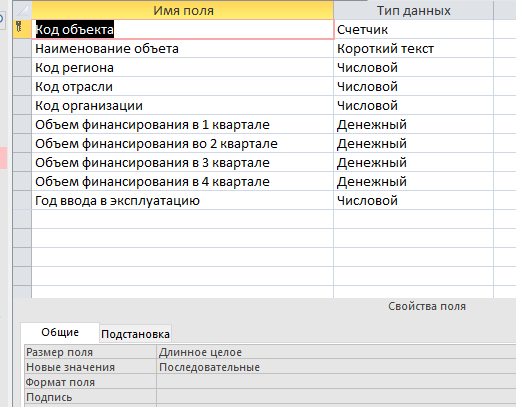 Имя поля Тип данных
Код объекта Счетчик
Наименование объета Короткий текст
Код региона Числовой
Код отрасли Числовой
Код организации Числовой
Объем финансирования в 1 квартале Денежный
Объем финансирования во 2 квартале Денежный
Объем финансирования в 3 квартале Денежный
Объем финансирования в 4 квартале Денежный
Год ввода в эксплуатацию Числовой
Свойства поля
Общие Подстановка
Размер поля Длинное целое
Новые значения Последовательные
Формат поля
Подпись